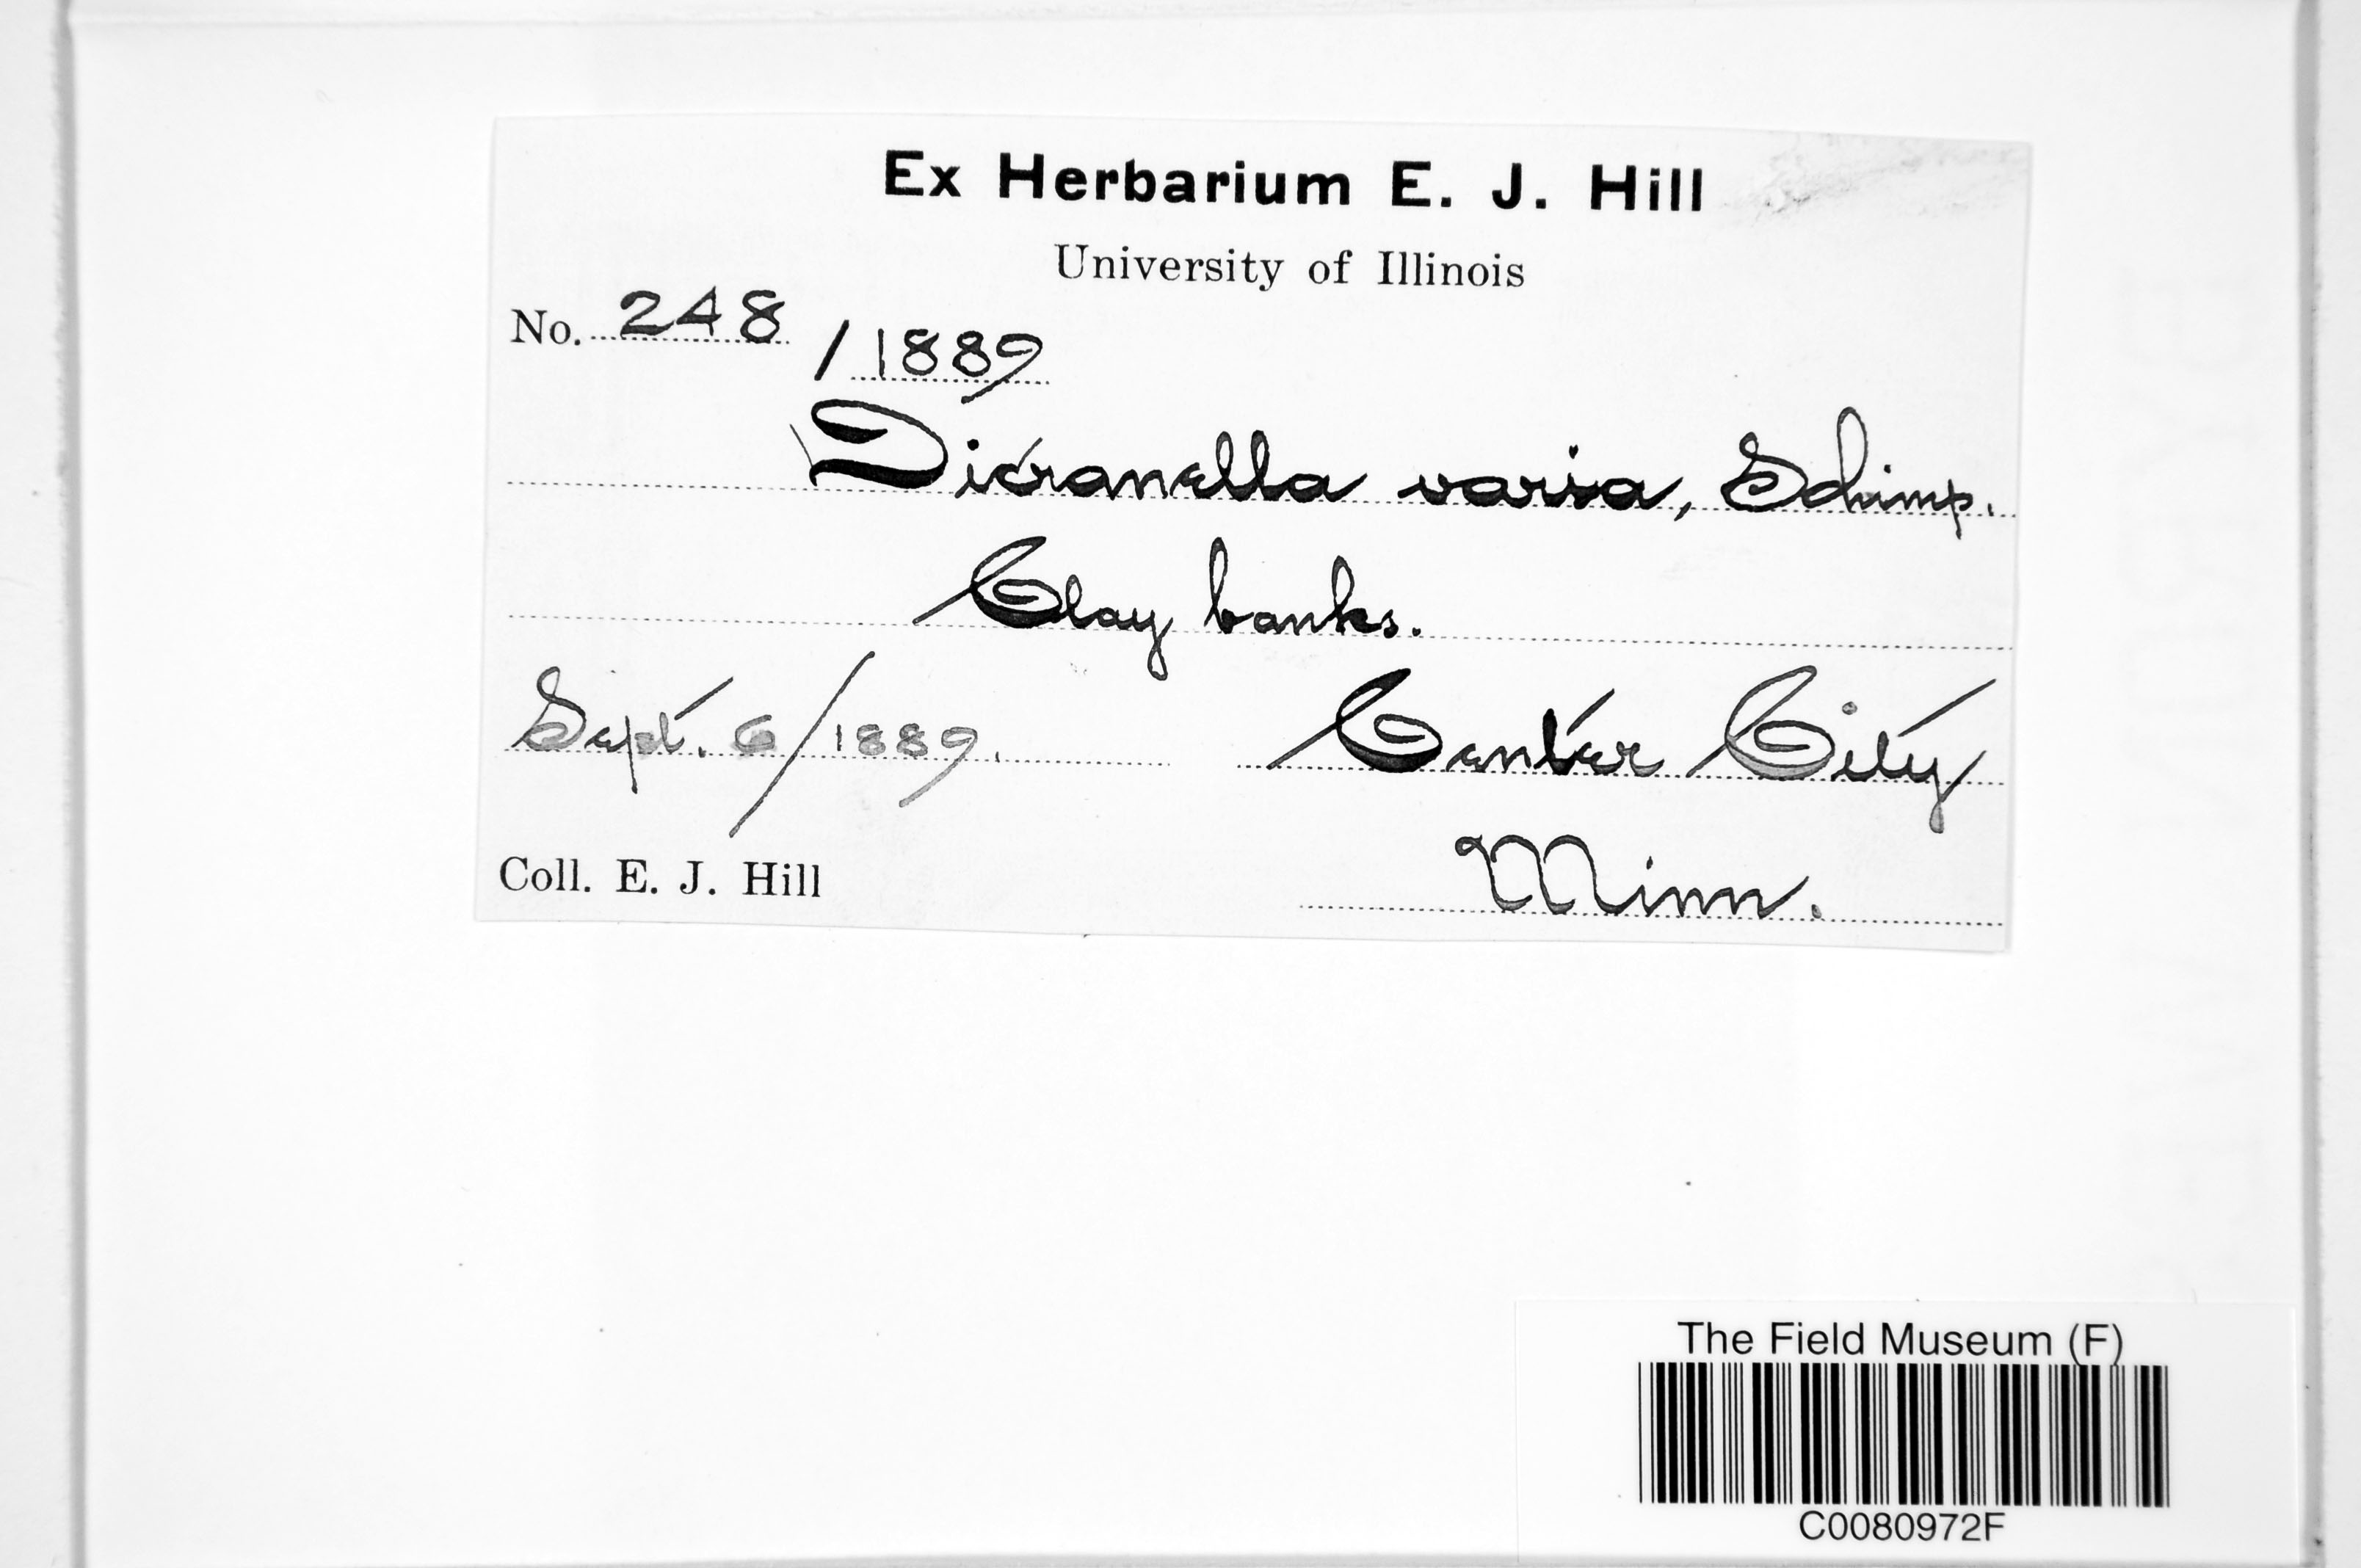 Ex Herbarium E. J. Hill
University of Illinois
No. 248 / 1889
Dicranella varia, Schimp.
Clay banks.
Sept. 6/1889. Center City
Minn.
Coll. E. J. Hill
The Field Museum (F)
C0080972F